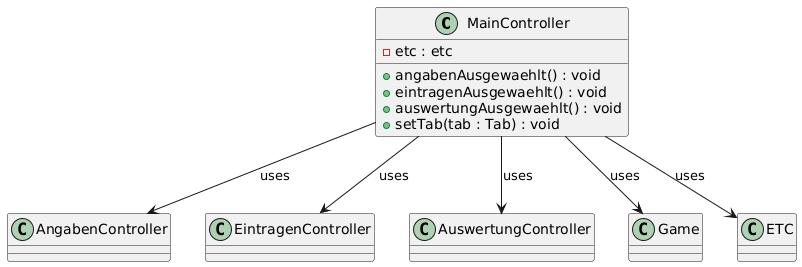 C MainController
etc : etc
angabenAusgewaehlt() : void
eintragenAusgewaehlt() : void
auswertungAusgewaehlt() : void
setTab(tab : Tab) : void
uses uses uses uses uses
C AngabenController C EintragenController C AuswertungController C Game C ETC